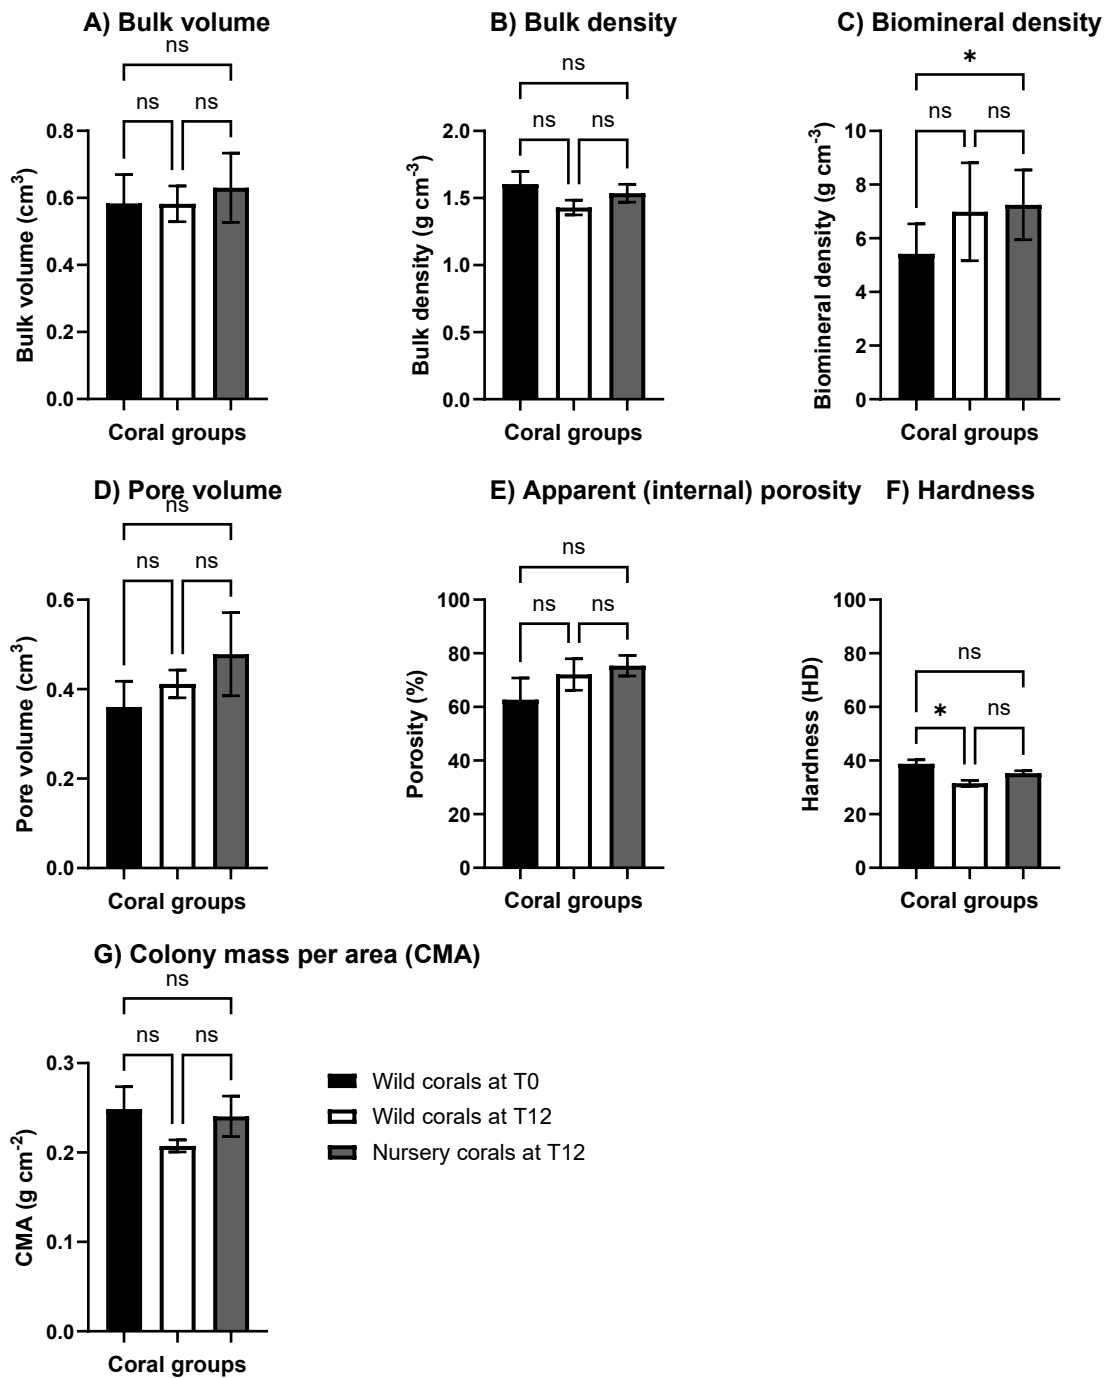 A) Bulk volume
ns
ns
ns
0.8
0.6
0.4
0.2
0.0
Bulk volume (cm³)
Coral groups
B) Bulk density
ns
ns
ns
2.0
1.5
1.0
0.5
0.0
Bulk density (g cm⁻³)
Coral groups
C) Biomineral density
*
ns
ns
10
8
6
4
2
0
Biomineral density (g cm⁻³)
Coral groups
D) Pore volume
ns
ns
ns
0.6
0.4
0.2
0.0
Pore volume (cm³)
Coral groups
E) Apparent (internal) porosity
ns
ns
ns
100
80
60
40
20
0
Porosity (%)
Coral groups
F) Hardness
ns
*
ns
100
80
60
40
20
0
Hardness (HD)
Coral groups
G) Colony mass per area (CMA)
ns
ns
ns
0.3
0.2
0.1
0.0
CMA (g cm⁻²)
Coral groups
Wild corals at T0
Wild corals at T12
Nursery corals at T12